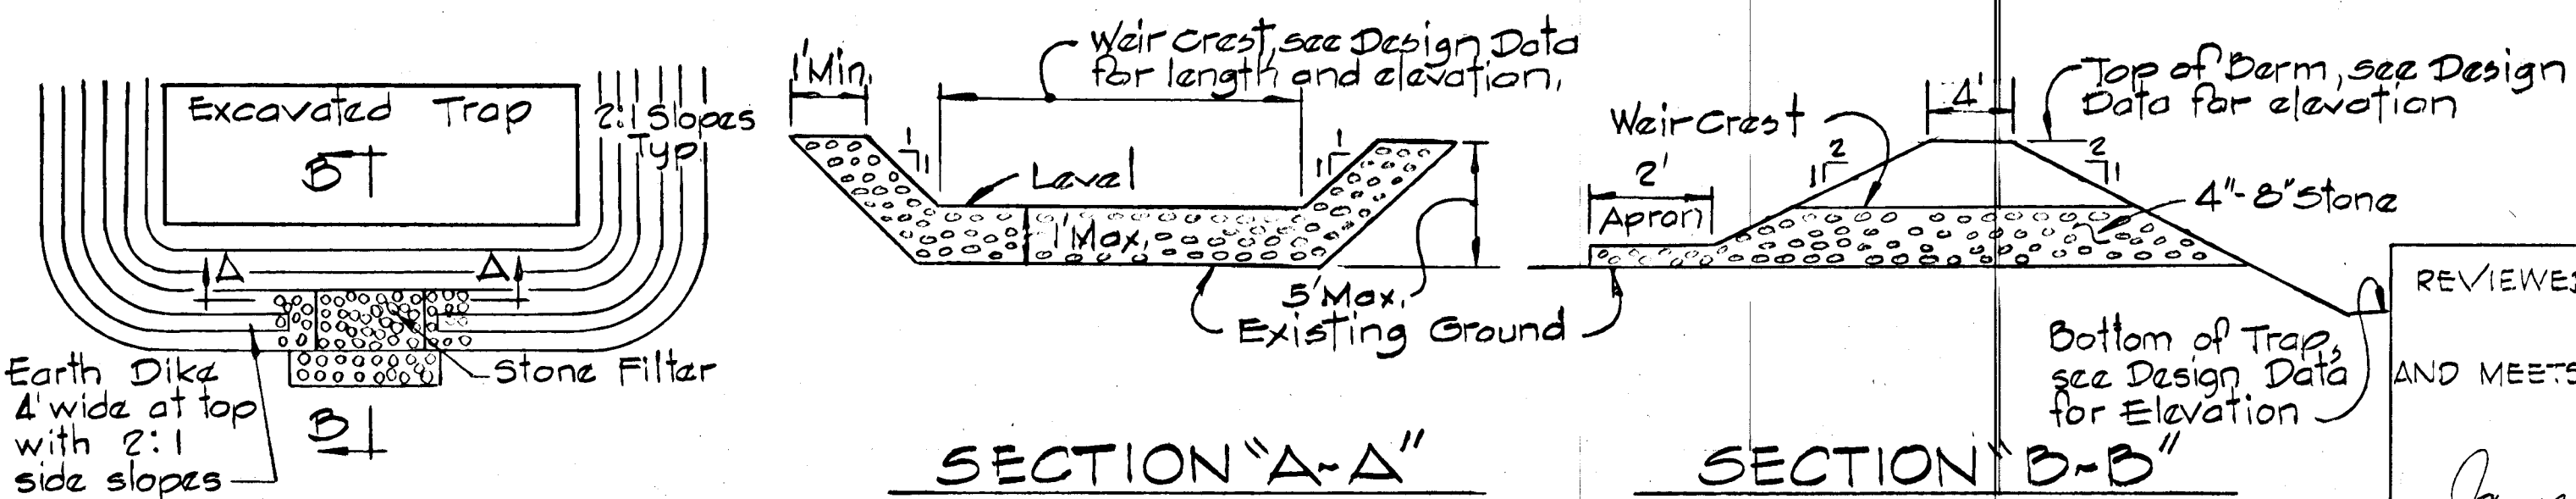 Excavated Trap
2:1 Slopes
Typ.
B
A
A
Stone Filter
Earth Dike
4' wide at top
with 2:1
side slopes
B
1' Min.
Weir Crest, see Design Data
for length and elevation.
1
1
1
1
Level
1' Max.
5' Max.
Existing Ground
SECTION "A~A"
Weir Crest
2'
Apron
4'
Top of Berm, see Design
Data for elevation
2
1
2
1
4"-8" Stone
Bottom of Trap,
see Design Data
for Elevation
SECTION "B~B"
REVIEWE
AND MEETS